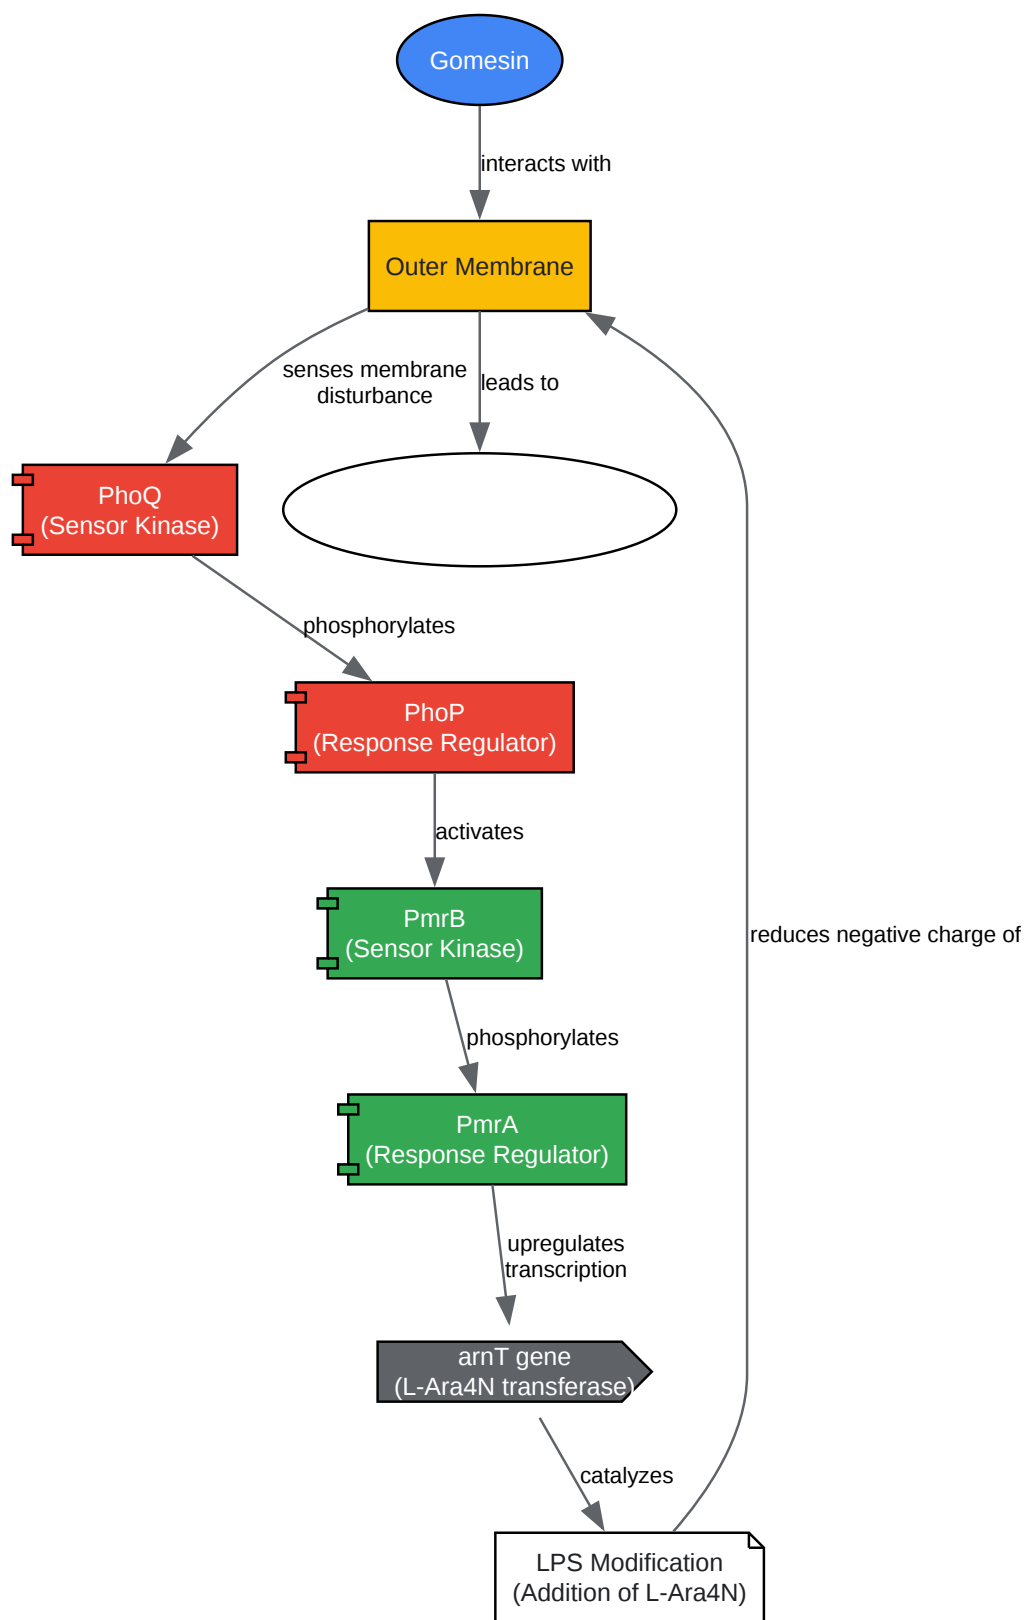 Gomesin
interacts with
Outer Membrane
senses membrane
disturbance
leads to
PhoQ
(Sensor Kinase)
phosphorylates
PhoP
(Response Regulator)
activates
PmrB
(Sensor Kinase)
reduces negative charge of
phosphorylates
PmrA
(Response Regulator)
upregulates
transcription
arnT gene
(L-Ara4N transferase)
catalyzes
LPS Modification
(Addition of L-Ara4N)